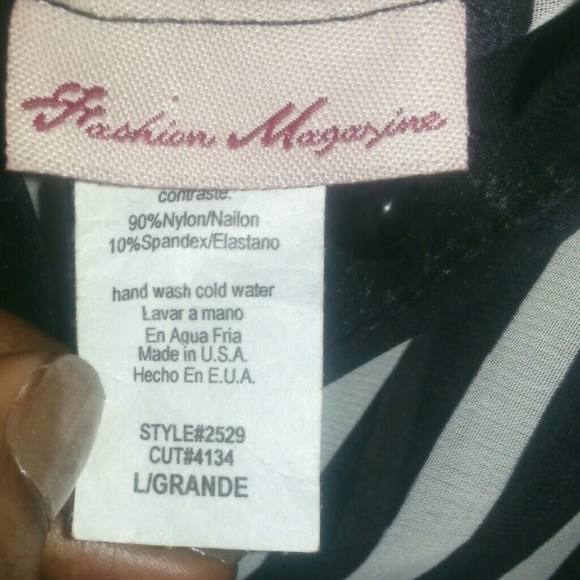 Fashion Magazine
contraste:
90%Nylon/Nailon
10%Spandex/Elastano
hand wash cold water
Lavar a mano
En Agua Fria
Made in U.S.A.
Hecho En E.U.A.
STYLE#2529
CUT#4134
L/GRANDE